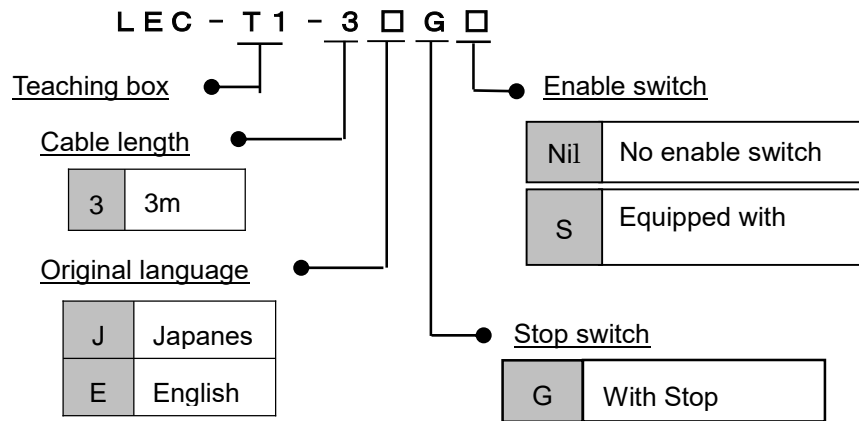 LEC-T1-3□G□
Teaching box
Enable switch
Cable length
Nil No enable switch
3 3m
S Equipped with
Original language
J Japanes
E English
Stop switch
G With Stop